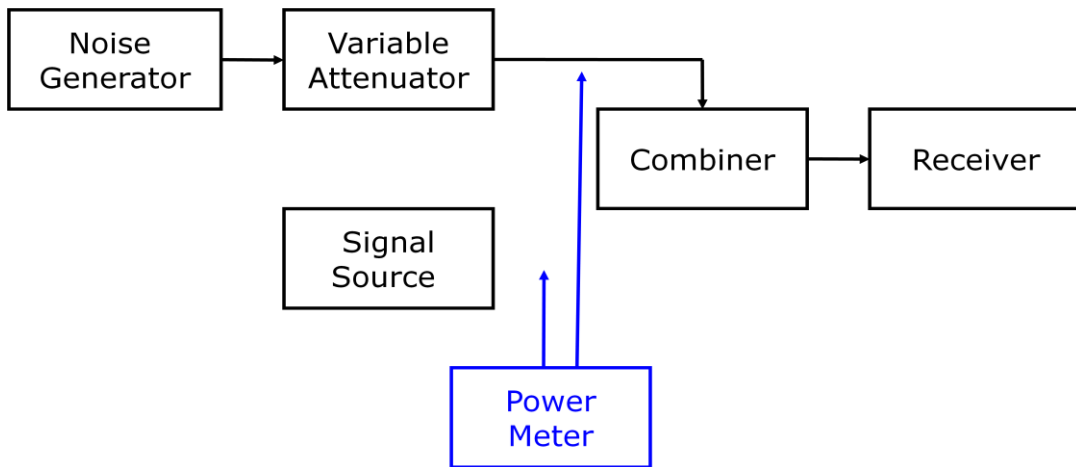 Noise
Generator
Variable
Attenuator
Combiner
Receiver
Signal
Source
Power
Meter